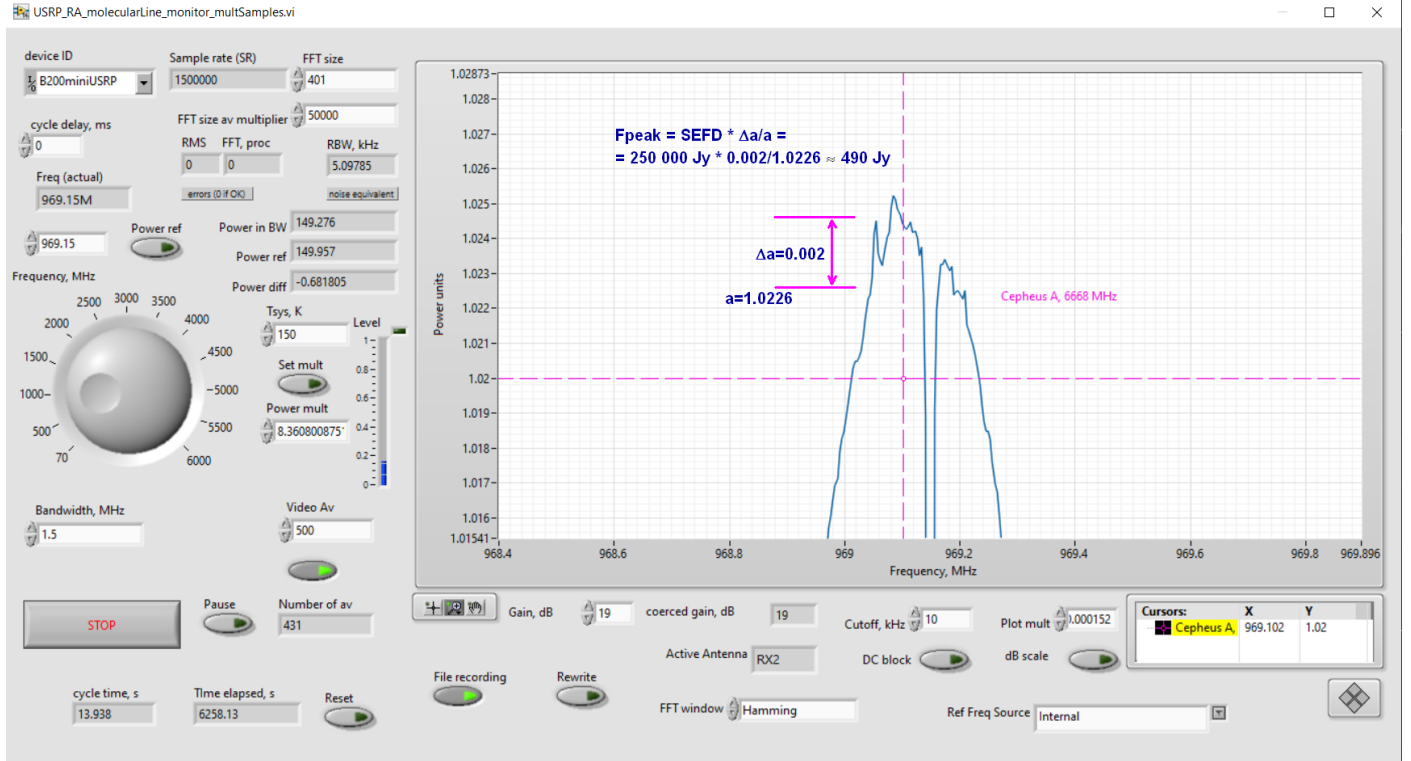 USRP_RA_molecularLine_monitor_multSamples.vi
device ID
B200miniUSRP
Sample rate (SR)
1500000
FFT size
401
FFT size av multiplier
50000
cycle delay, ms
0
RMS
0
FFT, proc
0
errors (0 if OK)
RBW, kHz
5.09785
noise equivalent
Freq (actual)
969.15M
969.15
Power ref
Power in BW
149.276
Power ref
149.957
Power diff
-0.681805
Frequency, MHz
70
500
1000
1500
2000
2500
3000
3500
4000
4500
5000
5500
6000
Tsys, K
150
Set mult
Power mult
8.360800875
Level
1
0.8
0.6
0.4
0.2
0
Bandwidth, MHz
1.5
Video Av
500
STOP
Pause
Number of av
431
cycle time, s
13.938
TIme elapsed, s
6258.13
Reset
Power units
1.02873
1.028
1.027
1.026
1.025
1.024
1.023
1.022
1.021
1.02
1.019
1.018
1.017
1.016
1.01541
Fpeak = SEFD * Δa/a =
= 250 000 Jy * 0.002/1.0226 ≈ 490 Jy
Δa=0.002
a=1.0226
Cepheus A, 6668 MHz
968.4
968.6
968.8
969
969.2
969.4
969.6
969.8
969.896
Frequency, MHz
Gain, dB
19
coerced gain, dB
19
Cutoff, kHz
10
Plot mult
0.000152
Cursors:
X
Y
Cepheus A,
969.102
1.02
Active Antenna
RX2
DC block
dB scale
File recording
Rewrite
FFT window
Hamming
Ref Freq Source
Internal